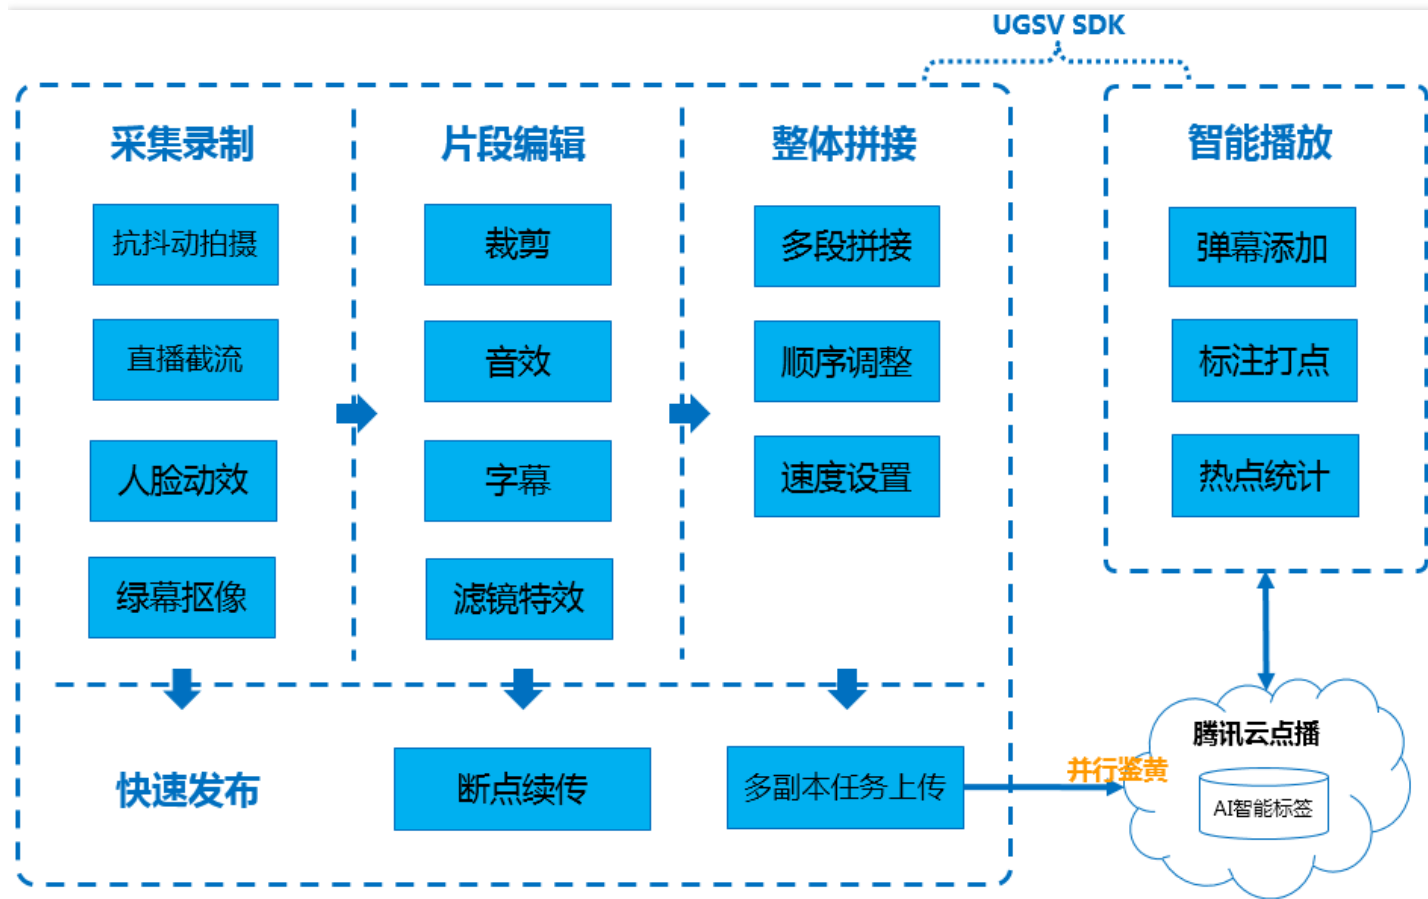 UGSV SDK
采集录制
片段编辑
整体拼接
智能播放
抗抖动拍摄
裁剪
多段拼接
弹幕添加
直播截流
音效
顺序调整
标注打点
人脸动效
字幕
速度设置
热点统计
绿幕抠像
滤镜特效
快速发布
断点续传
多副本任务上传
并行鉴黄
腾讯云点播
AI智能标签